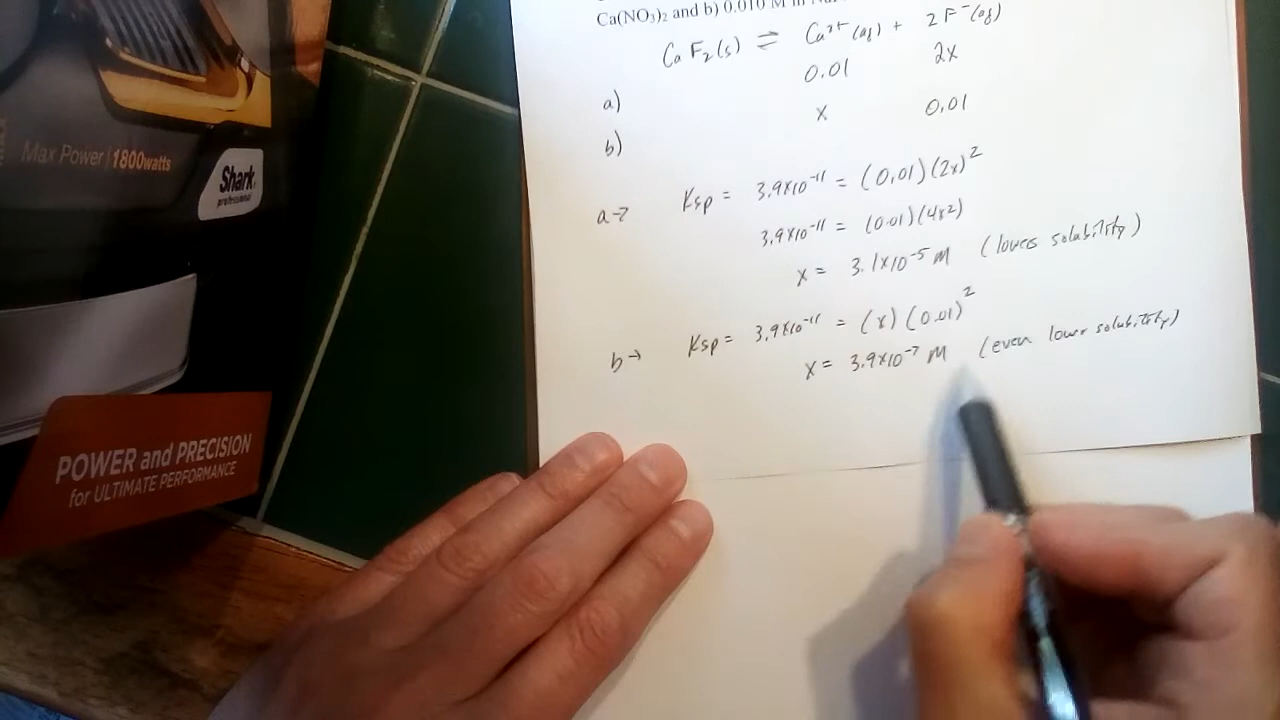 Ca(NO3)2 and b) 0.010 M in
CaF2(s) ⇌ Ca2+(aq) + 2F-(aq)
a) 0.01 2x
b) x 0.01
a→ Ksp = 3.9x10-11 = (0.01)(2x)2
3.9x10-11 = (0.01)(4x2)
x = 3.1x10-5 M (lower solubility)
b→ Ksp = 3.9x10-11 = (x)(0.01)2
x = 3.9x10-7 M (even lower solubility)
Max Power | 1800watts
Shark
professional
POWER and PRECISION
for ULTIMATE PERFORMANCE